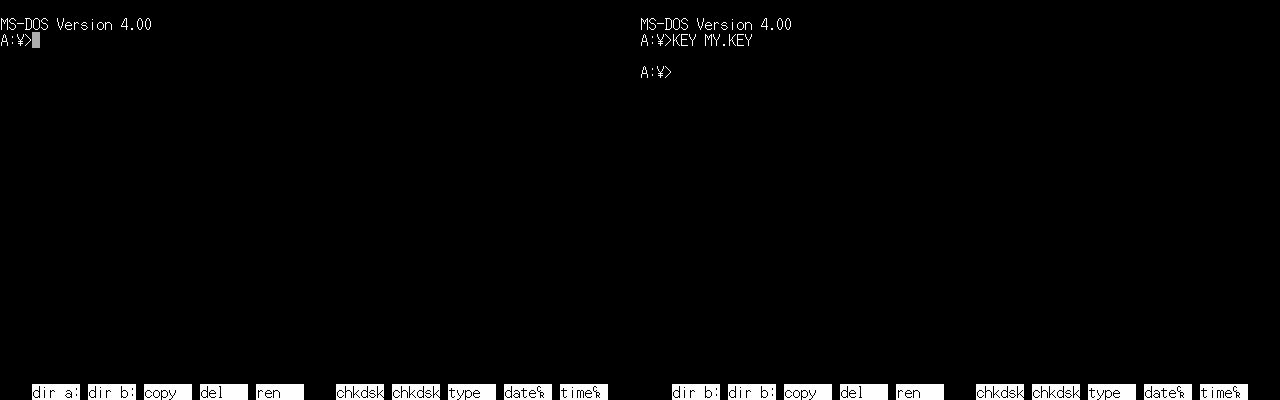 MS-DOS Version 4.00
A:¥>
MS-DOS Version 4.00
A:¥>KEY MY.KEY
A:¥>
dir a: dir b: copy del ren chkdsk chkdsk type date␍ time␍
dir b: dir b: copy del ren chkdsk chkdsk type date␍ time␍